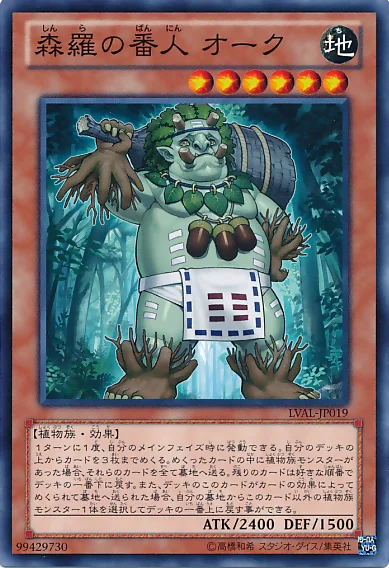 森羅の番人 オーク
地
LVAL-JP019
【植物族・効果】
1ターンに1度、自分のメインフェイズ時に発動できる。自分のデッキの
上からカードを3枚までめくる。めくったカードの中に植物族モンスターが
あった場合、それらのカードを全て墓地へ送る。残りのカードは好きな順番で
デッキの一番下に戻す。また、デッキのこのカードがカードの効果によって
めくられて墓地へ送られた場合、自分の墓地からこのカード以外の植物族
モンスター1体を選択してデッキの一番上に戻す事ができる。
ATK/2400 DEF/1500
99429730 ©高橋和希 スタジオ・ダイス/集英社